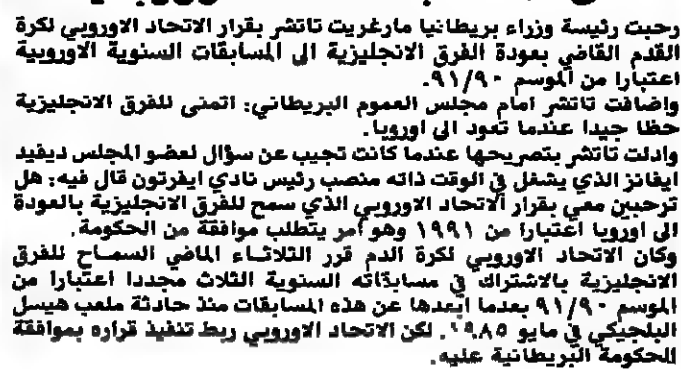 رحبت رئيسة وزراء بريطانيا مارغريت تاتشر بقرار الاتحاد الاوروبي لكرة
القدم القاضي بعودة الفرق الانجليزية الى المسابقات السنوية الاوروبية
اعتبارا من الموسم ٩١/٩٠.
واضافت تاتشر امام مجلس العموم البريطاني: اتمنى للفرق الانجليزية
حظا جيدا عندما تعود الى اوروبا.
وادلت تاتشر بتصريحها عندما كانت تجيب عن سؤال لعضو المجلس ديفيد
ايفانز الذي يشغل في الوقت ذاته منصب رئيس نادي ايفرتون قال فيه: هل
ترحبين معي بقرار الاتحاد الاوروبي الذي سمح للفرق الانجليزية بالعودة
الى اوروبا اعتبارا من ١٩٩١ وهو امر يتطلب موافقة من الحكومة.
وكان الاتحاد الاوروبي لكرة الدم قرر الثلاثاء الماضي السماح للفرق
الانجليزية بالاشتراك في مسابقاته السنوية الثلاث مجددا اعتبارا من
الموسم ٩١/٩٠ بعدما ابعدها عن هذه المسابقات منذ حادثة ملعب هيسل
البلجيكي في مايو ١٩٨٥. لكن الاتحاد الاوروبي ربط تنفيذ قراره بموافقة
الحكومة البريطانية عليه.